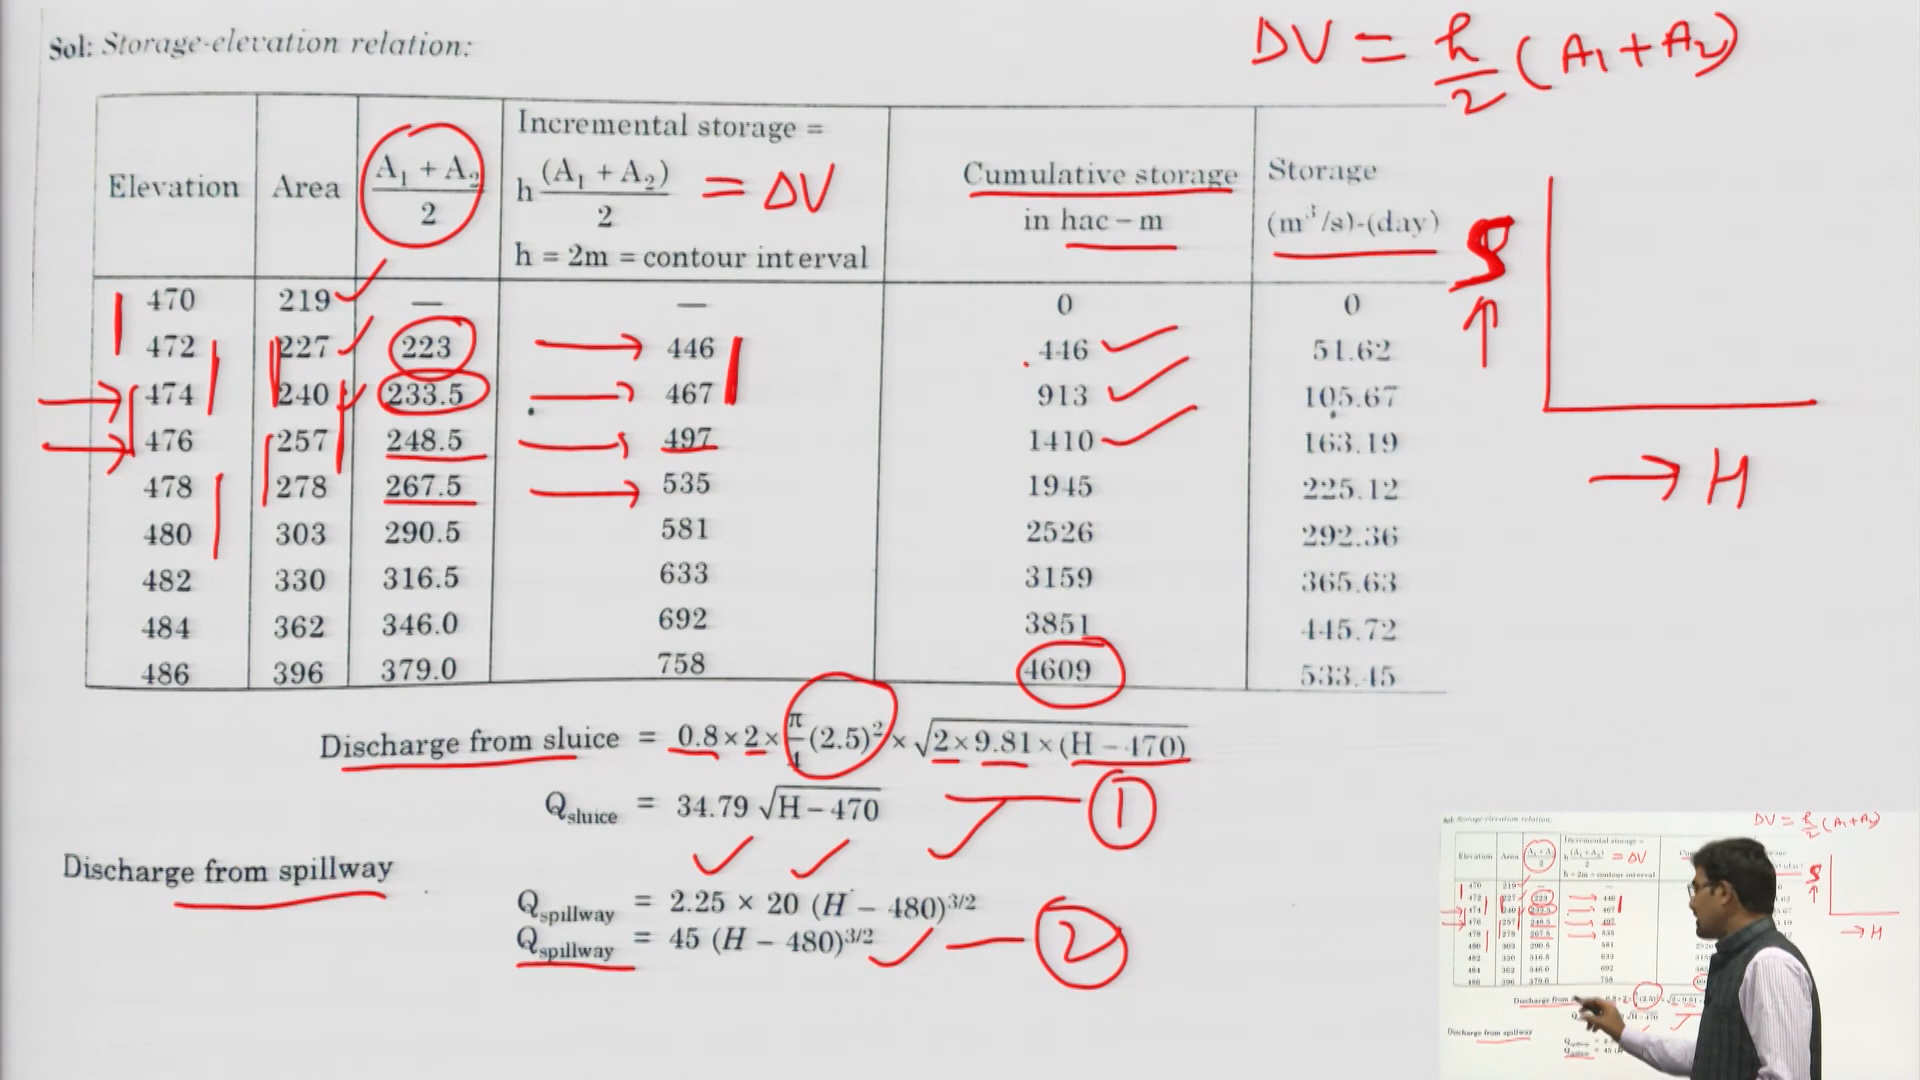 Sol: Storage-elevation relation:
DV = h/2 (A1 + A2)
Elevation | Area | A₁ + A₂ / 2 | Incremental storage = h (A₁ + A₂) / 2 = ΔV h = 2m = contour interval | Cumulative storage in hac – m | Storage (m³/s)-(day)
470 | 219 | — | — | 0 | 0
472 | 227 | 223 | 446 | 446 | 51.62
474 | 240 | 233.5 | 467 | 913 | 105.67
476 | 257 | 248.5 | 497 | 1410 | 163.19
478 | 278 | 267.5 | 535 | 1945 | 225.12
480 | 303 | 290.5 | 581 | 2526 | 292.36
482 | 330 | 316.5 | 633 | 3159 | 365.63
484 | 362 | 346.0 | 692 | 3851 | 445.72
486 | 396 | 379.0 | 758 | 4609 | 533.45
S
H
Discharge from sluice = 0.8 × 2 × π/4 (2.5)² × √2 × 9.81 × (H – 470)
Qsluice = 34.79 √H – 470
1
Discharge from spillway
Qspillway = 2.25 × 20 (H – 480)^3/2
Qspillway = 45 (H – 480)^3/2
2